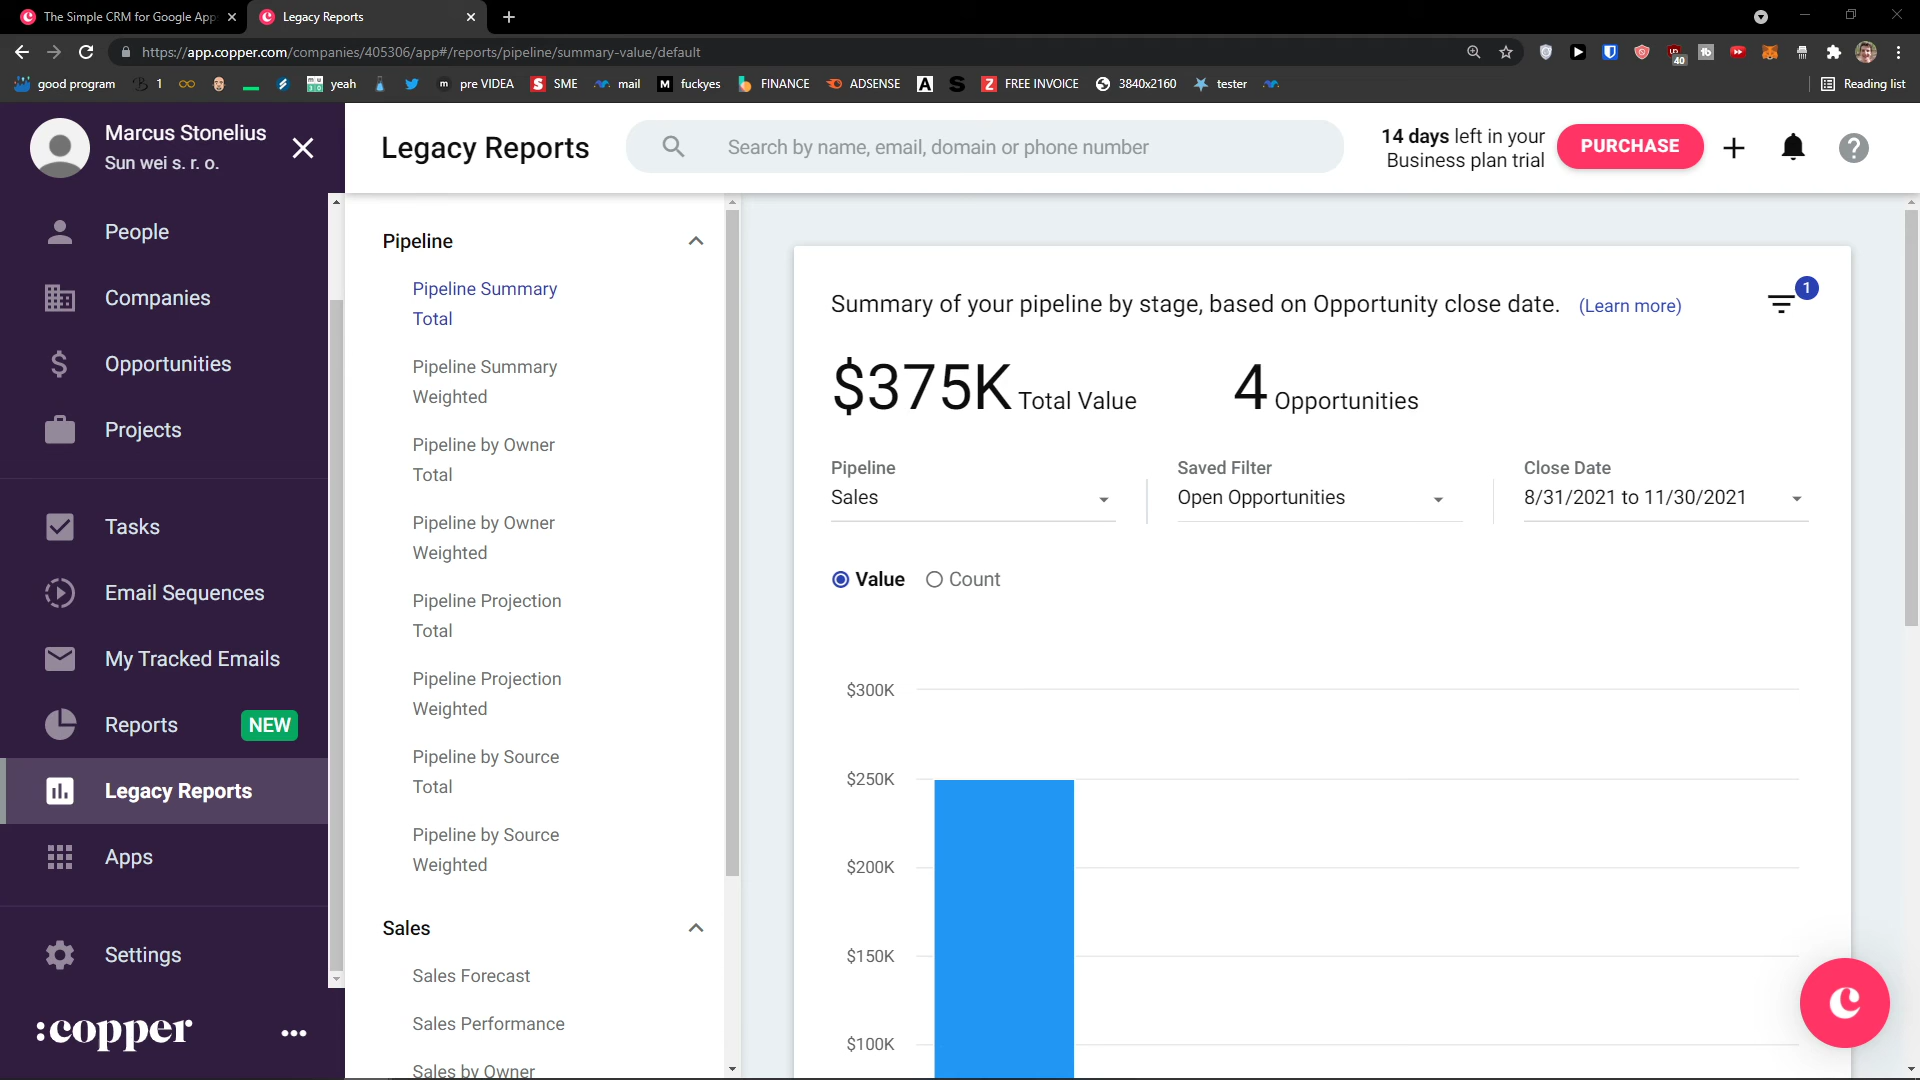 The Simple CRM for Google App
Legacy Reports
https://app.copper.com/companies/405306/app#/reports/pipeline/summary-value/default
40
good program
1
yeah
pre VIDEA
SME
mail
fuckyes
FINANCE
ADSENSE
FREE INVOICE
3840x2160
tester
Reading list
Marcus Stonelius
Sun wei s. r. o.
Legacy Reports
Search by name, email, domain or phone number
14 days left in your
Business plan trial
PURCHASE
People
Companies
Opportunities
Projects
Tasks
Email Sequences
My Tracked Emails
Reports
NEW
Legacy Reports
Apps
Settings
:copper
Pipeline
Pipeline Summary
Total
Pipeline Summary
Weighted
Pipeline by Owner
Total
Pipeline by Owner
Weighted
Pipeline Projection
Total
Pipeline Projection
Weighted
Pipeline by Source
Total
Pipeline by Source
Weighted
Sales
Sales Forecast
Sales Performance
Sales by Owner
Summary of your pipeline by stage, based on Opportunity close date. (Learn more)
1
$375K Total Value
4 Opportunities
Pipeline
Sales
Saved Filter
Open Opportunities
Close Date
8/31/2021 to 11/30/2021
Value
Count
$300K
$250K
$200K
$150K
$100K